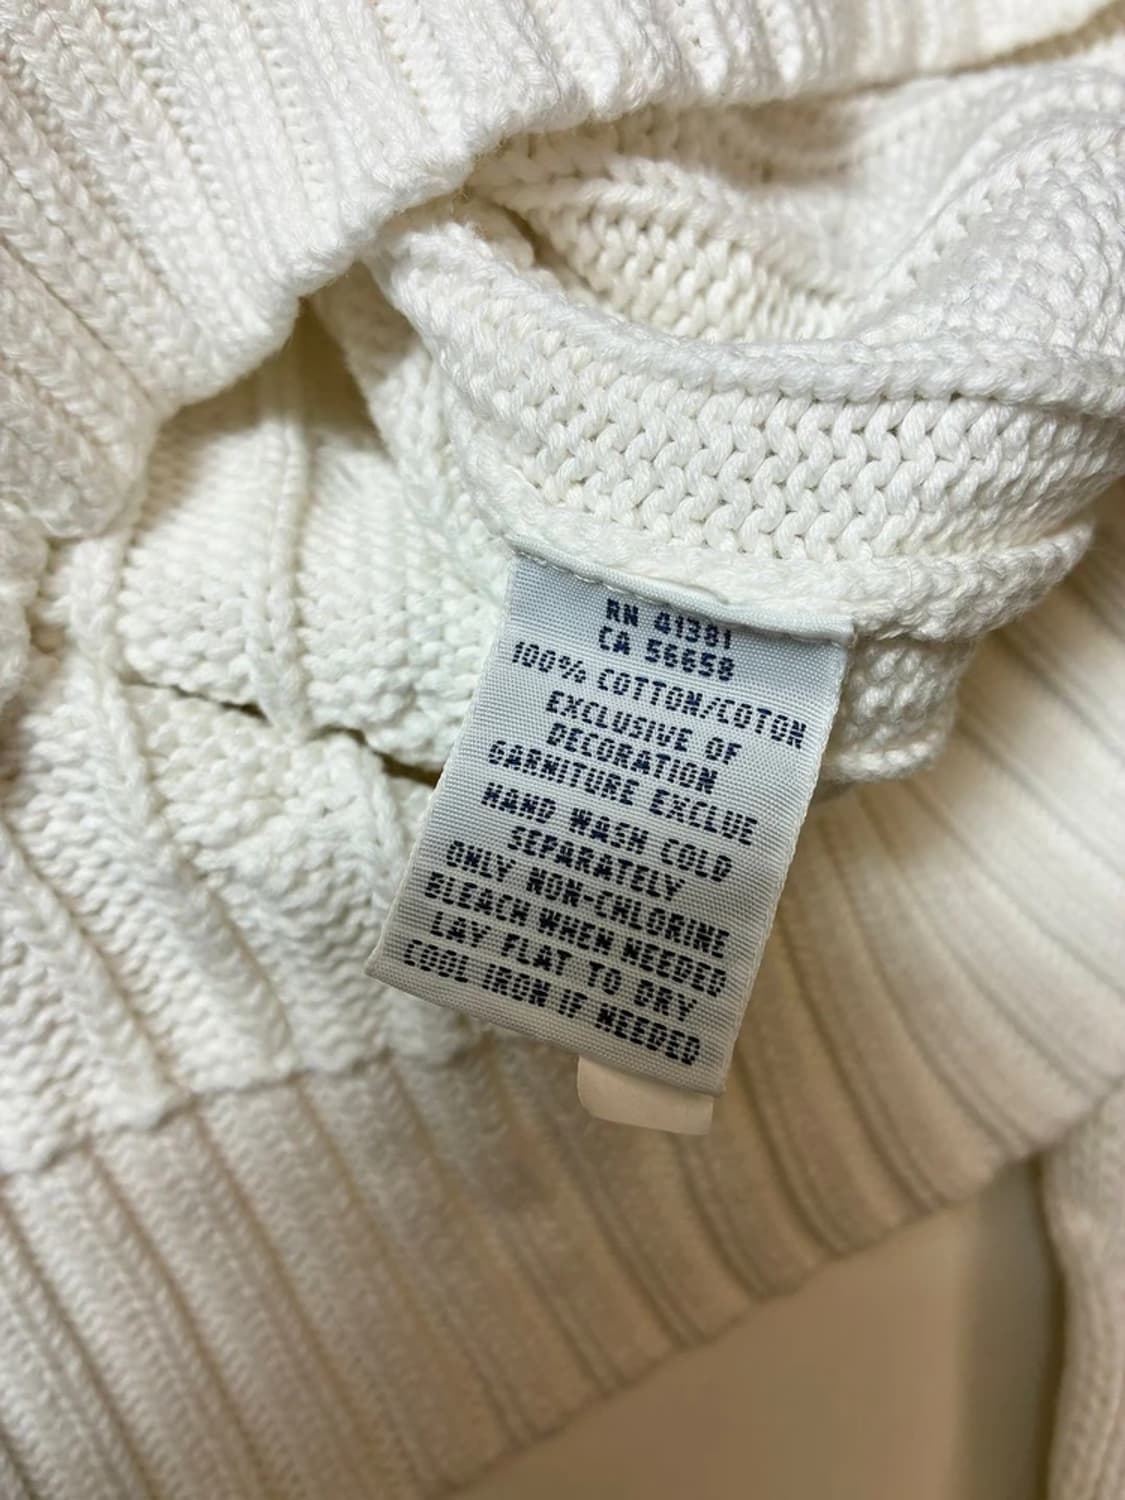 RN 41381
CA 56658
100% COTTON/COTON
EXCLUSIVE OF
DECORATION
GARNITURE EXCLUE
HAND WASH COLD
SEPARATELY
ONLY NON-CHLORINE
BLEACH WHEN NEEDED
LAY FLAT TO DRY
COOL IRON IF NEEDED